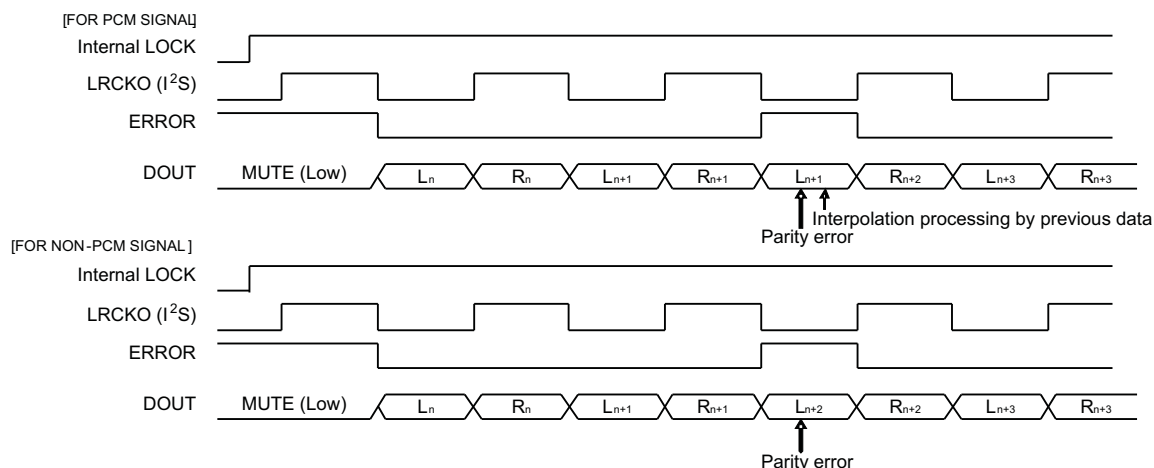 [FOR PCM SIGNAL]
Internal LOCK
LRCKO (I²S)
ERROR
DOUT MUTE (Low) Ln Rn Ln+1 Rn+1 Ln+1 Rn+2 Ln+3 Rn+3
Interpolation processing by previous data
Parity error
[FOR NON-PCM SIGNAL ]
Internal LOCK
LRCKO (I²S)
ERROR
DOUT MUTE (Low) Ln Rn Ln+1 Rn+1 Ln+2 Rn+2 Ln+3 Rn+3
Parity error